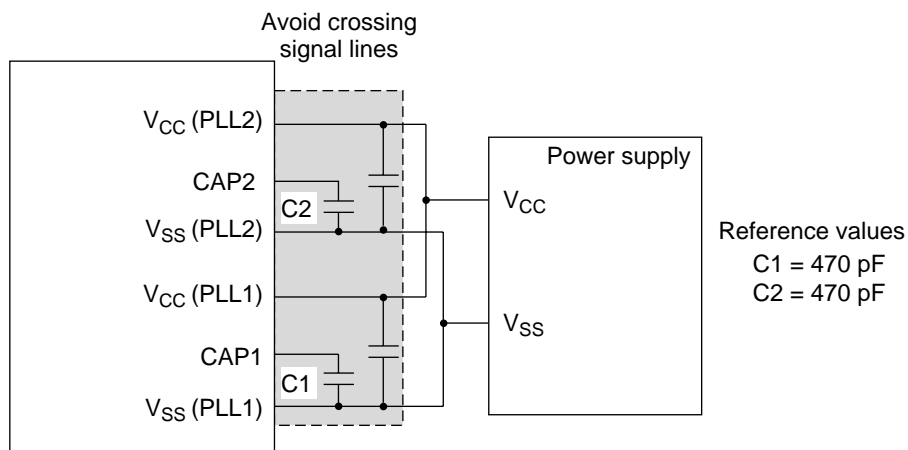 Avoid crossing
signal lines
V_CC (PLL2)
CAP2
C2
V_SS (PLL2)
V_CC (PLL1)
CAP1
C1
V_SS (PLL1)
Power supply
V_CC
V_SS
Reference values
C1 = 470 pF
C2 = 470 pF